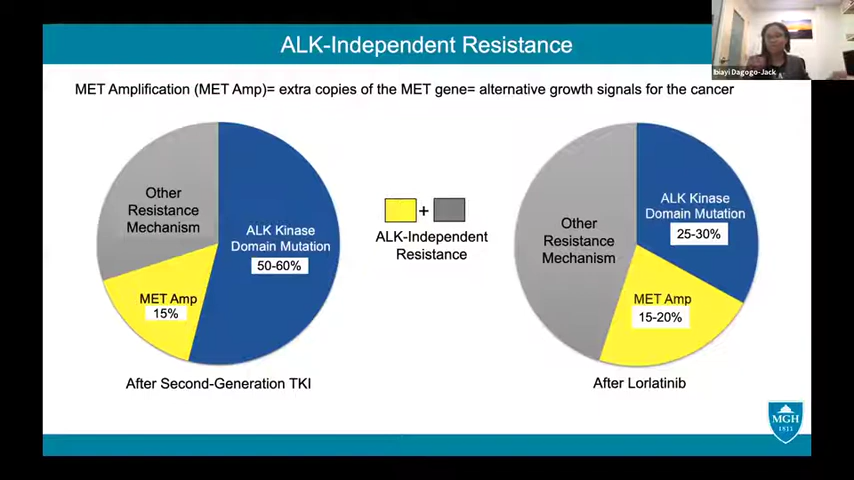 ALK-Independent Resistance
Ibiayi Dagogo-Jack
MET Amplification (MET Amp)= extra copies of the MET gene= alternative growth signals for the cancer
Other
Resistance
Mechanism
ALK Kinase
Domain Mutation
50-60%
MET Amp
15%
After Second-Generation TKI
+
ALK-Independent
Resistance
ALK Kinase
Domain Mutation
25-30%
Other
Resistance
Mechanism
MET Amp
15-20%
After Lorlatinib
MGH
1811